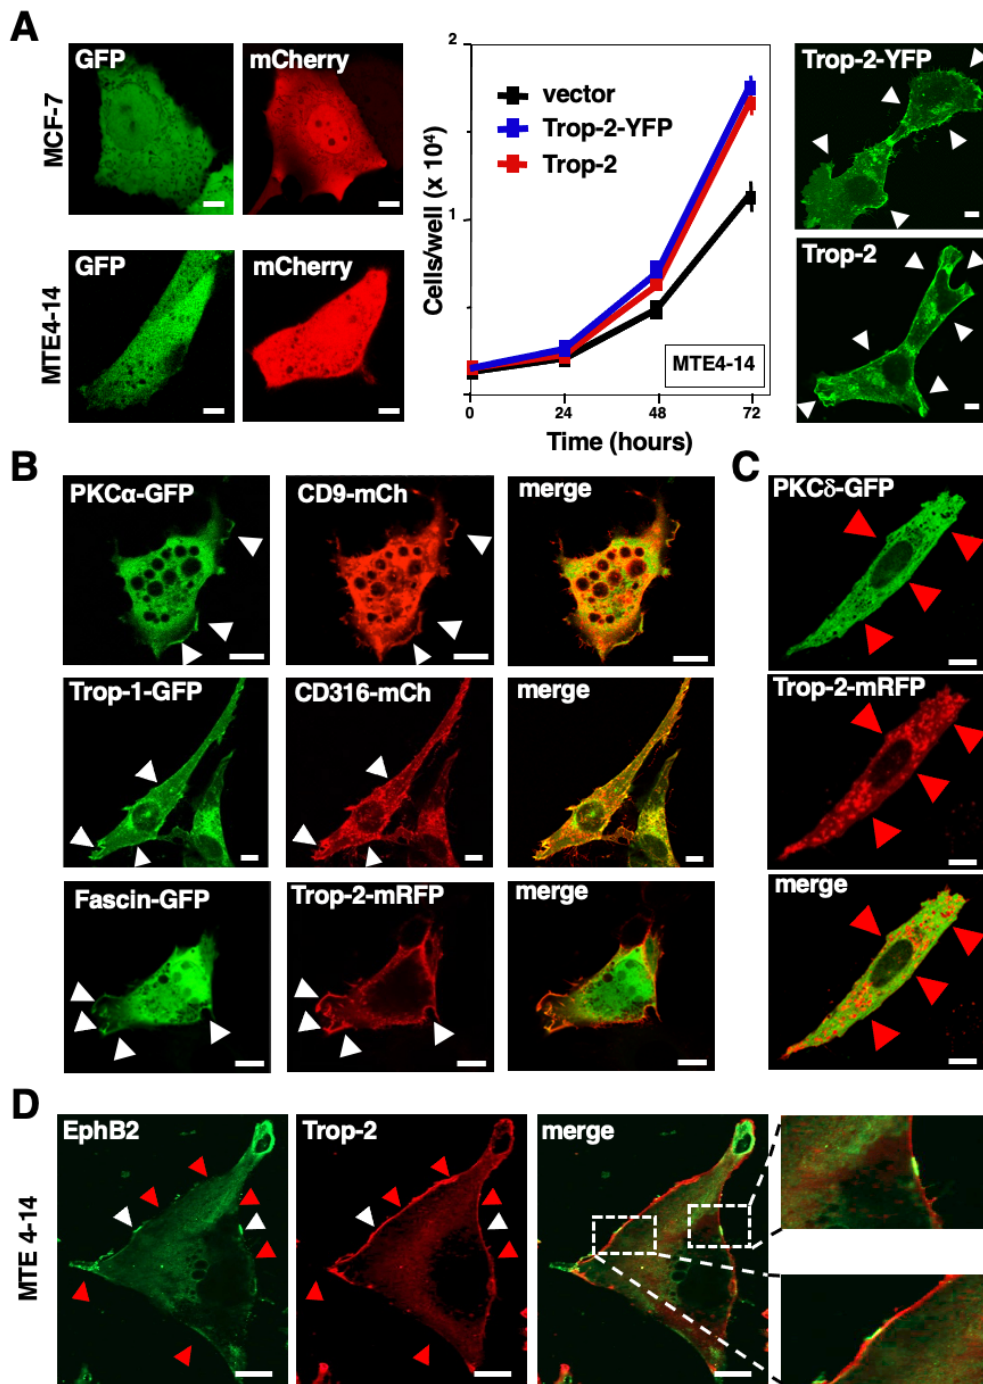 A
MCF-7
GFP
mCherry
MTE4-14
GFP
mCherry
Cells/well (x 10⁴)
2
1
vector
Trop-2-YFP
Trop-2
MTE4-14
0
24
48
72
Time (hours)
Trop-2-YFP
Trop-2
B
PKCα-GFP
CD9-mCh
merge
Trop-1-GFP
CD316-mCh
merge
Fascin-GFP
Trop-2-mRFP
merge
C
PKCδ-GFP
Trop-2-mRFP
merge
D
MTE 4-14
EphB2
Trop-2
merge